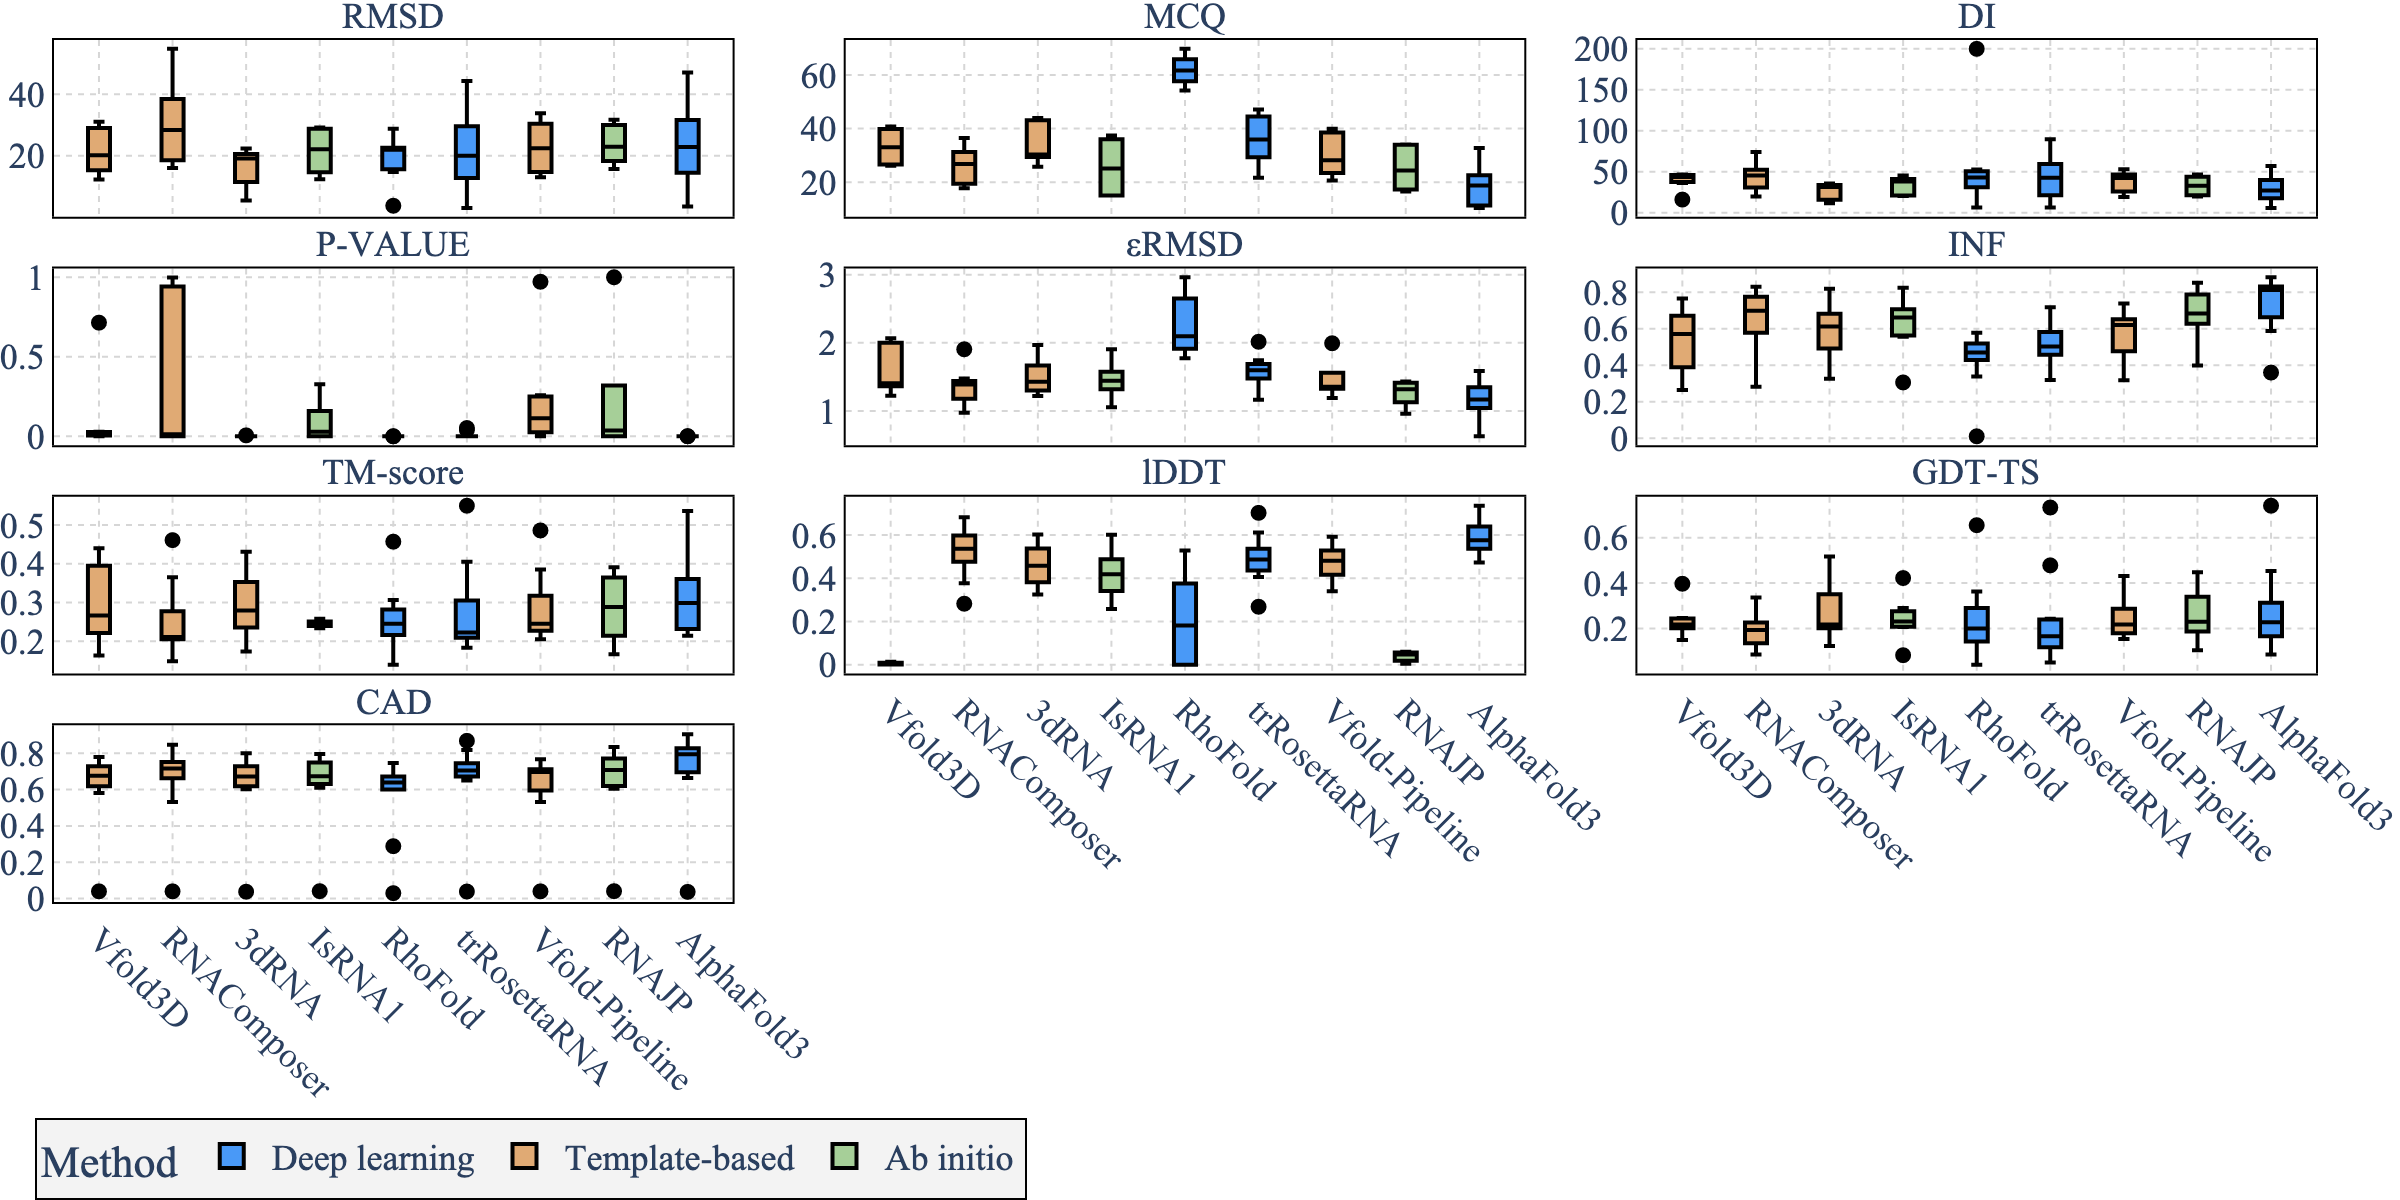 RMSD
40
20
MCQ
60
40
20
DI
200
150
100
50
0
P-VALUE
1
0.5
0
εRMSD
3
2
1
INF
0.8
0.6
0.4
0.2
0
TM-score
0.5
0.4
0.3
0.2
lDDT
0.6
0.4
0.2
0
GDT-TS
0.6
0.4
0.2
CAD
0.8
0.6
0.4
0.2
0
Vfold3D
RNAComposer
3dRNA
IsRNA1
RhoFold
trRosettaRNA
Vfold-Pipeline
RNAJP
AlphaFold3
Vfold3D
RNAComposer
3dRNA
IsRNA1
RhoFold
trRosettaRNA
Vfold-Pipeline
RNAJP
AlphaFold3
Vfold3D
RNAComposer
3dRNA
IsRNA1
RhoFold
trRosettaRNA
Vfold-Pipeline
RNAJP
AlphaFold3
Method Deep learning Template-based Ab initio